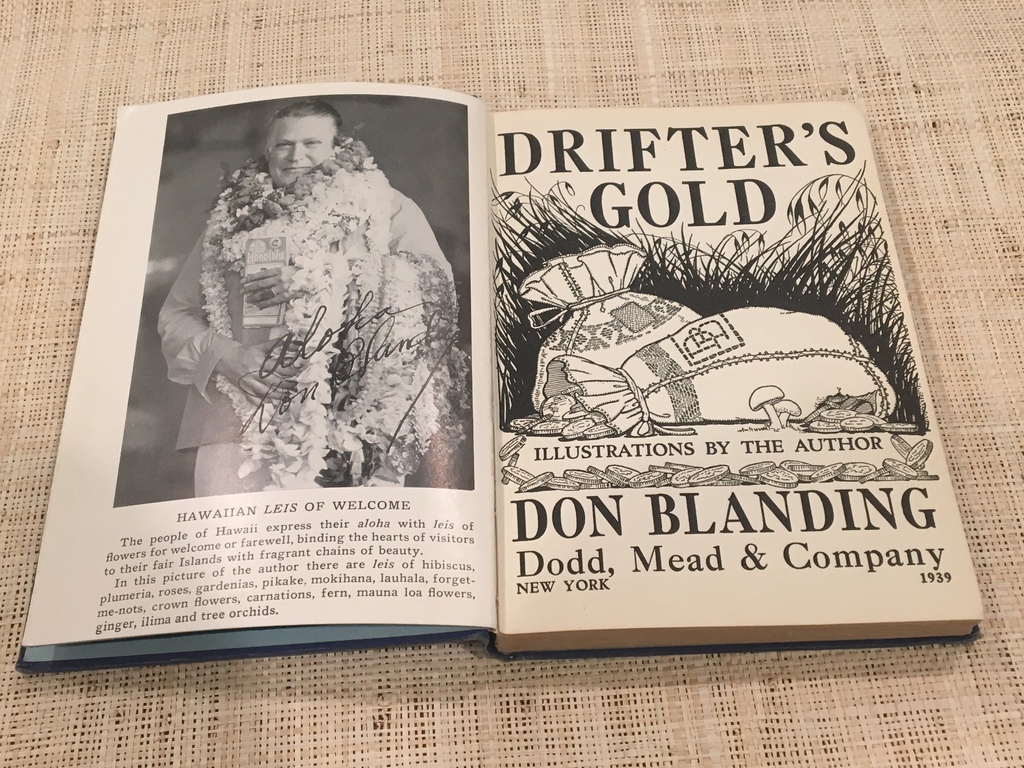 Honolulu
Aloha
Don Blanding
HAWAIIAN LEIS OF WELCOME
The people of Hawaii express their aloha with leis of
flowers for welcome or farewell, binding the hearts of visitors
to their fair Islands with fragrant chains of beauty.
In this picture of the author there are leis of hibiscus,
plumeria, roses, gardenias, pikake, mokihana, lauhala, forget-
me-nots, crown flowers, carnations, fern, mauna loa flowers,
ginger, ilima and tree orchids.
DRIFTER'S
GOLD
ILLUSTRATIONS BY THE AUTHOR
DON BLANDING
Dodd, Mead & Company
NEW YORK 1939